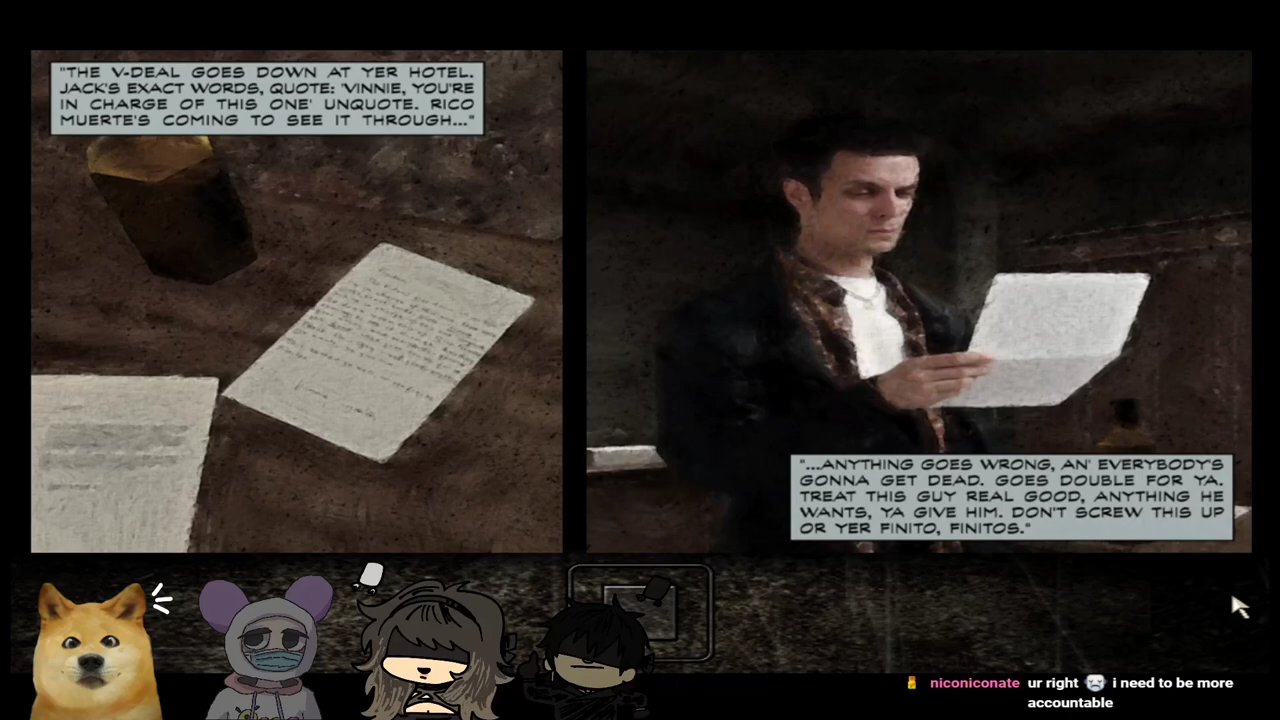 "THE V-DEAL GOES DOWN AT YER HOTEL.
JACK'S EXACT WORDS, QUOTE: 'VINNIE, YOU'RE
IN CHARGE OF THIS ONE' UNQUOTE. RICO
MUERTE'S COMING TO SEE IT THROUGH..."
"...ANYTHING GOES WRONG, AN' EVERYBODY'S
GONNA GET DEAD. GOES DOUBLE FOR YA.
TREAT THIS GUY REAL GOOD, ANYTHING HE
WANTS, YA GIVE HIM. DON'T SCREW THIS UP
OR YER FINITO, FINITOS."
niconiconate ur right i need to be more
accountable